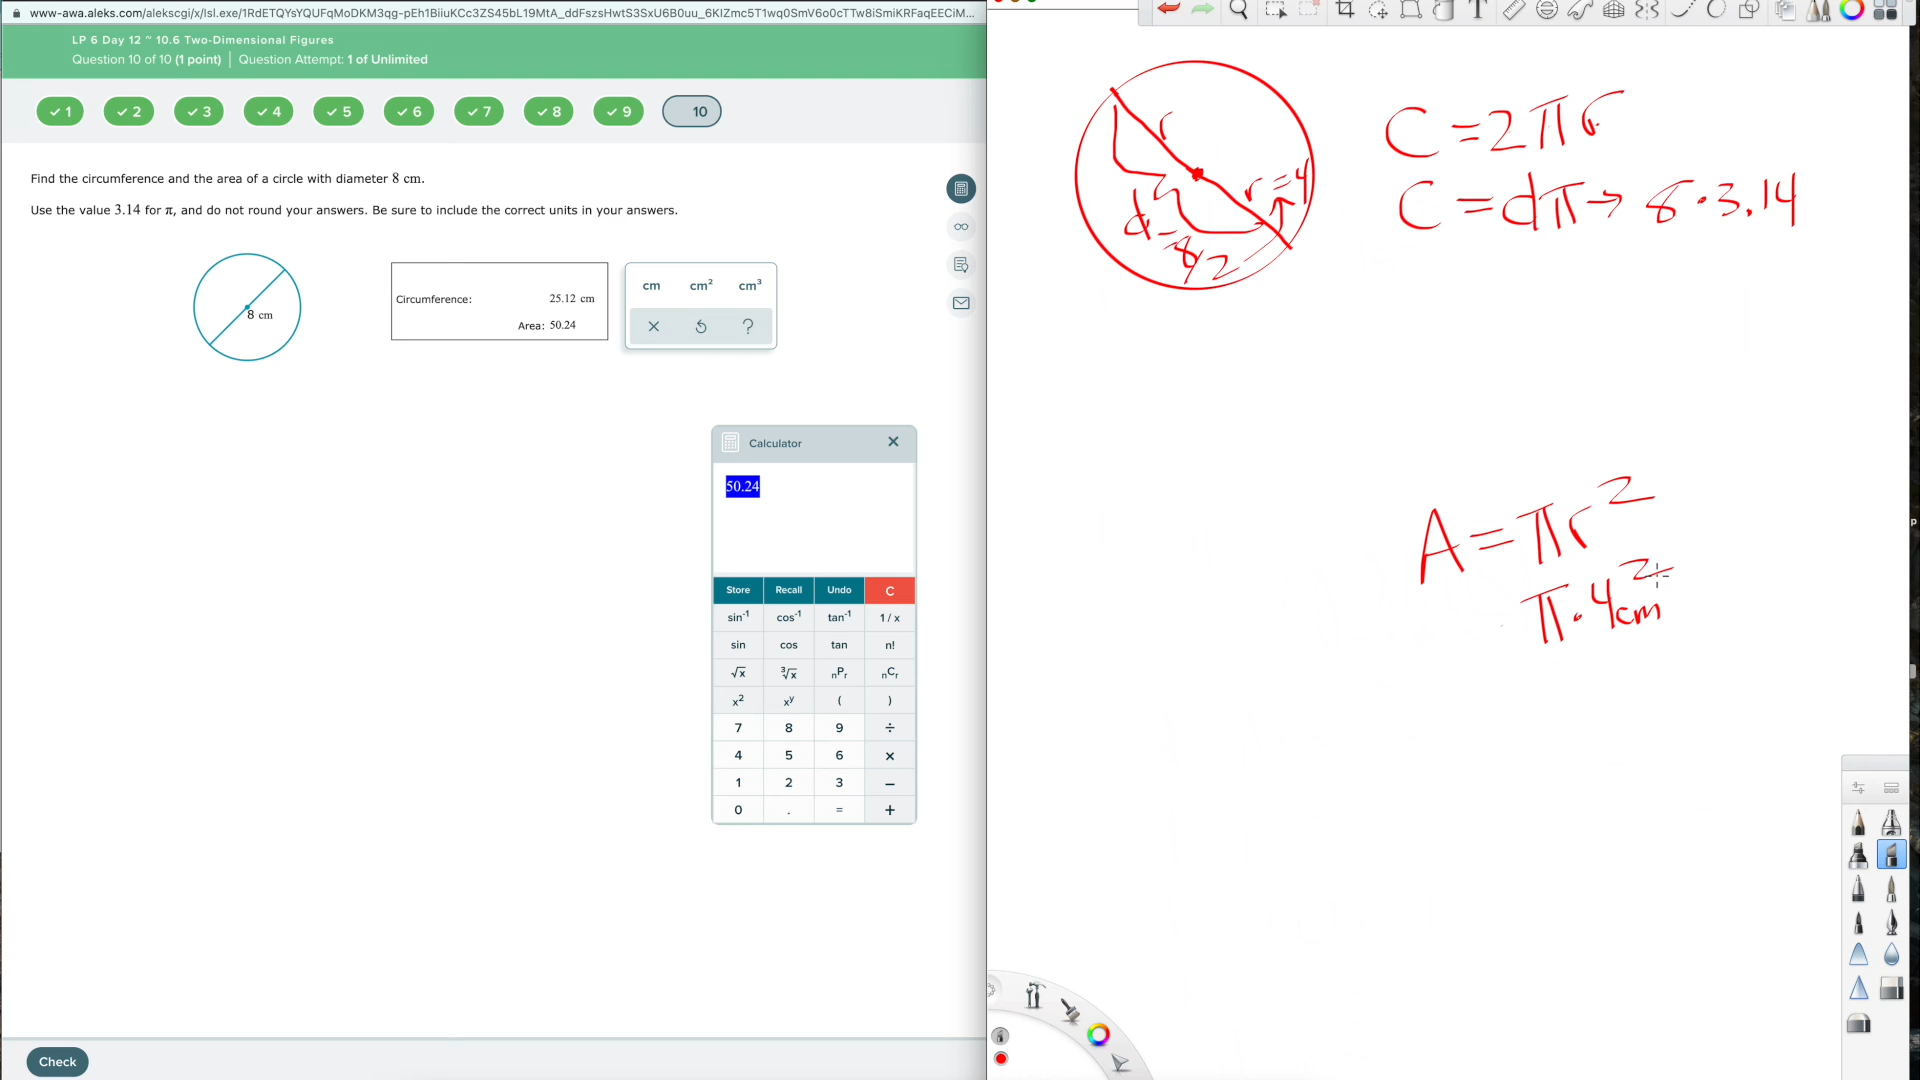 www-awa.aleks.com/alekscgi/x/lsl.exe/1RdETQYsYQUFqMoDKM3qg-pEh1BiiuKCc3ZS45bL19MtA_ddFszsHwtS3SxU6B0uu_6KIZmc5T1wq0SmV6o0cTTw8iSmiKRFaqEECiM...
LP 6 Day 12 ~ 10.6 Two-Dimensional Figures
Question 10 of 10 (1 point) | Question Attempt: 1 of Unlimited
1 2 3 4 5 6 7 8 9 10
Find the circumference and the area of a circle with diameter 8 cm.
Use the value 3.14 for π, and do not round your answers. Be sure to include the correct units in your answers.
8 cm
Circumference: 25.12 cm
Area: 50.24
cm cm² cm³
?
Calculator
50.24
Store Recall Undo C
sin⁻¹ cos⁻¹ tan⁻¹ 1/x
sin cos tan n!
√x ∛x nPr nCr
x² xʸ ( )
7 8 9 ÷
4 5 6 ×
1 2 3 −
0 . = +
Check
r
r = 4
d = 8/2
C = 2πr
C = dπ → 8 · 3.14
A = πr²
π · 4cm²